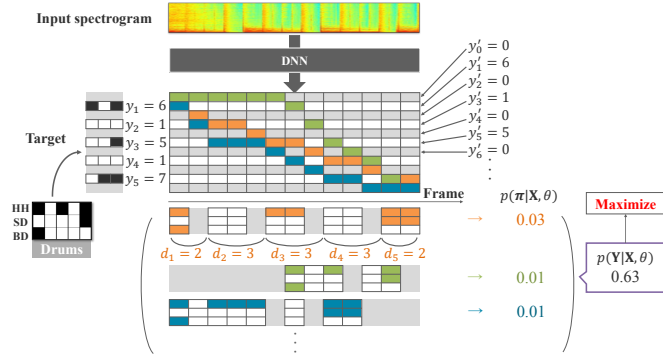 Input spectrogram
DNN
y′₀ = 0
y′₁ = 6
y′₂ = 0
y′₃ = 1
y′₄ = 0
y′₅ = 5
y′₆ = 0
⋮
Target
y₁ = 6
y₂ = 1
y₃ = 5
y₄ = 1
y₅ = 7
HH
SD
BD
Drums
Frame
p(π|X, θ)
→ 0.03
d₁ = 2 d₂ = 3 d₃ = 3 d₄ = 3 d₅ = 2
→ 0.01
→ 0.01
⋮
Maximize
p(Y|X, θ)
0.63